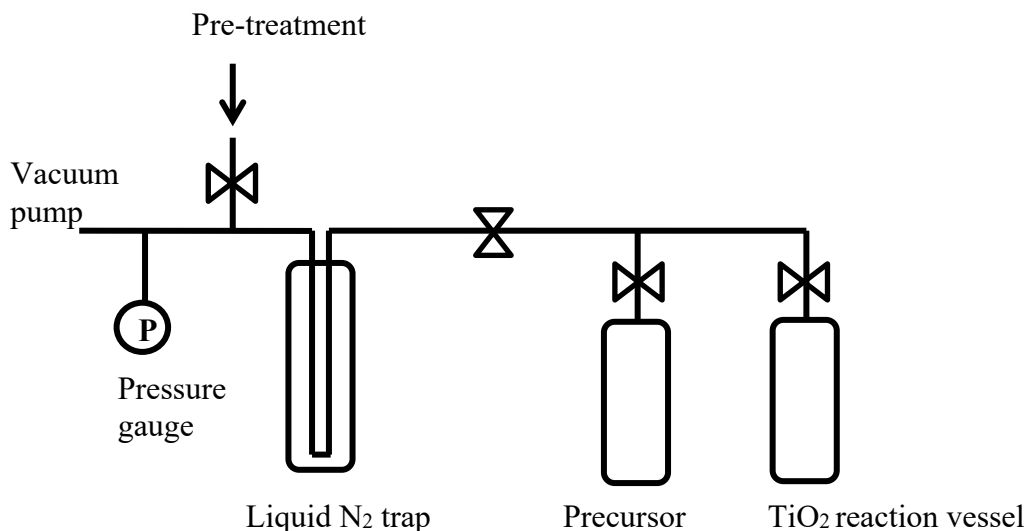 Pre-treatment
Vacuum
pump
P
Pressure
gauge
Liquid N₂ trap
Precursor
TiO₂ reaction vessel